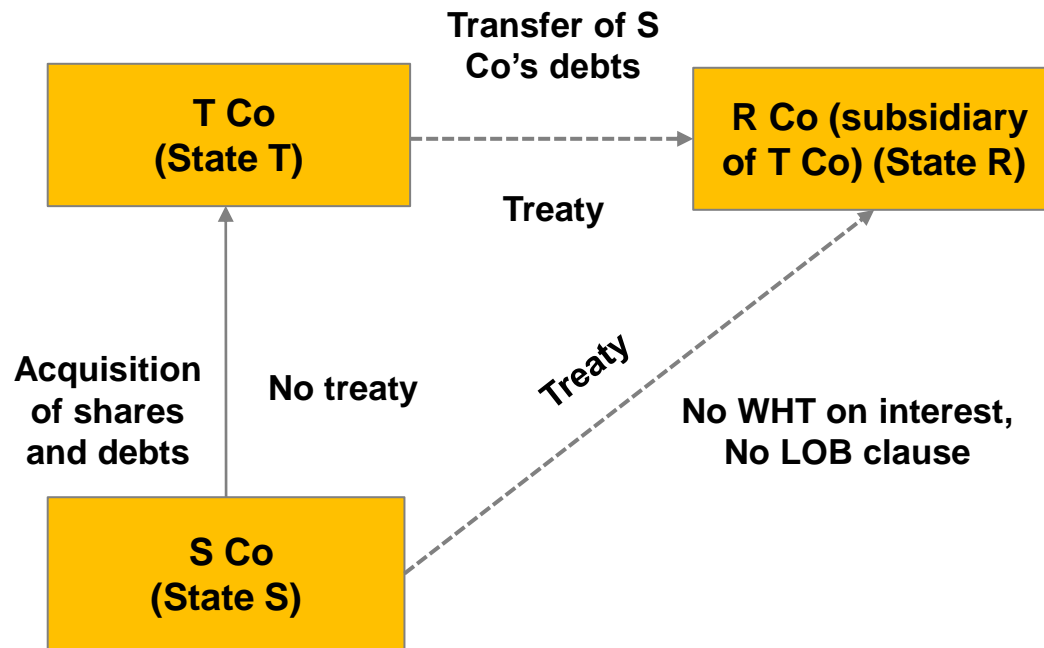 Transfer of S
Co’s debts
T Co
(State T)
R Co (subsidiary
of T Co) (State R)
Treaty
Acquisition
of shares
and debts
No treaty
Treaty
No WHT on interest,
No LOB clause
S Co
(State S)